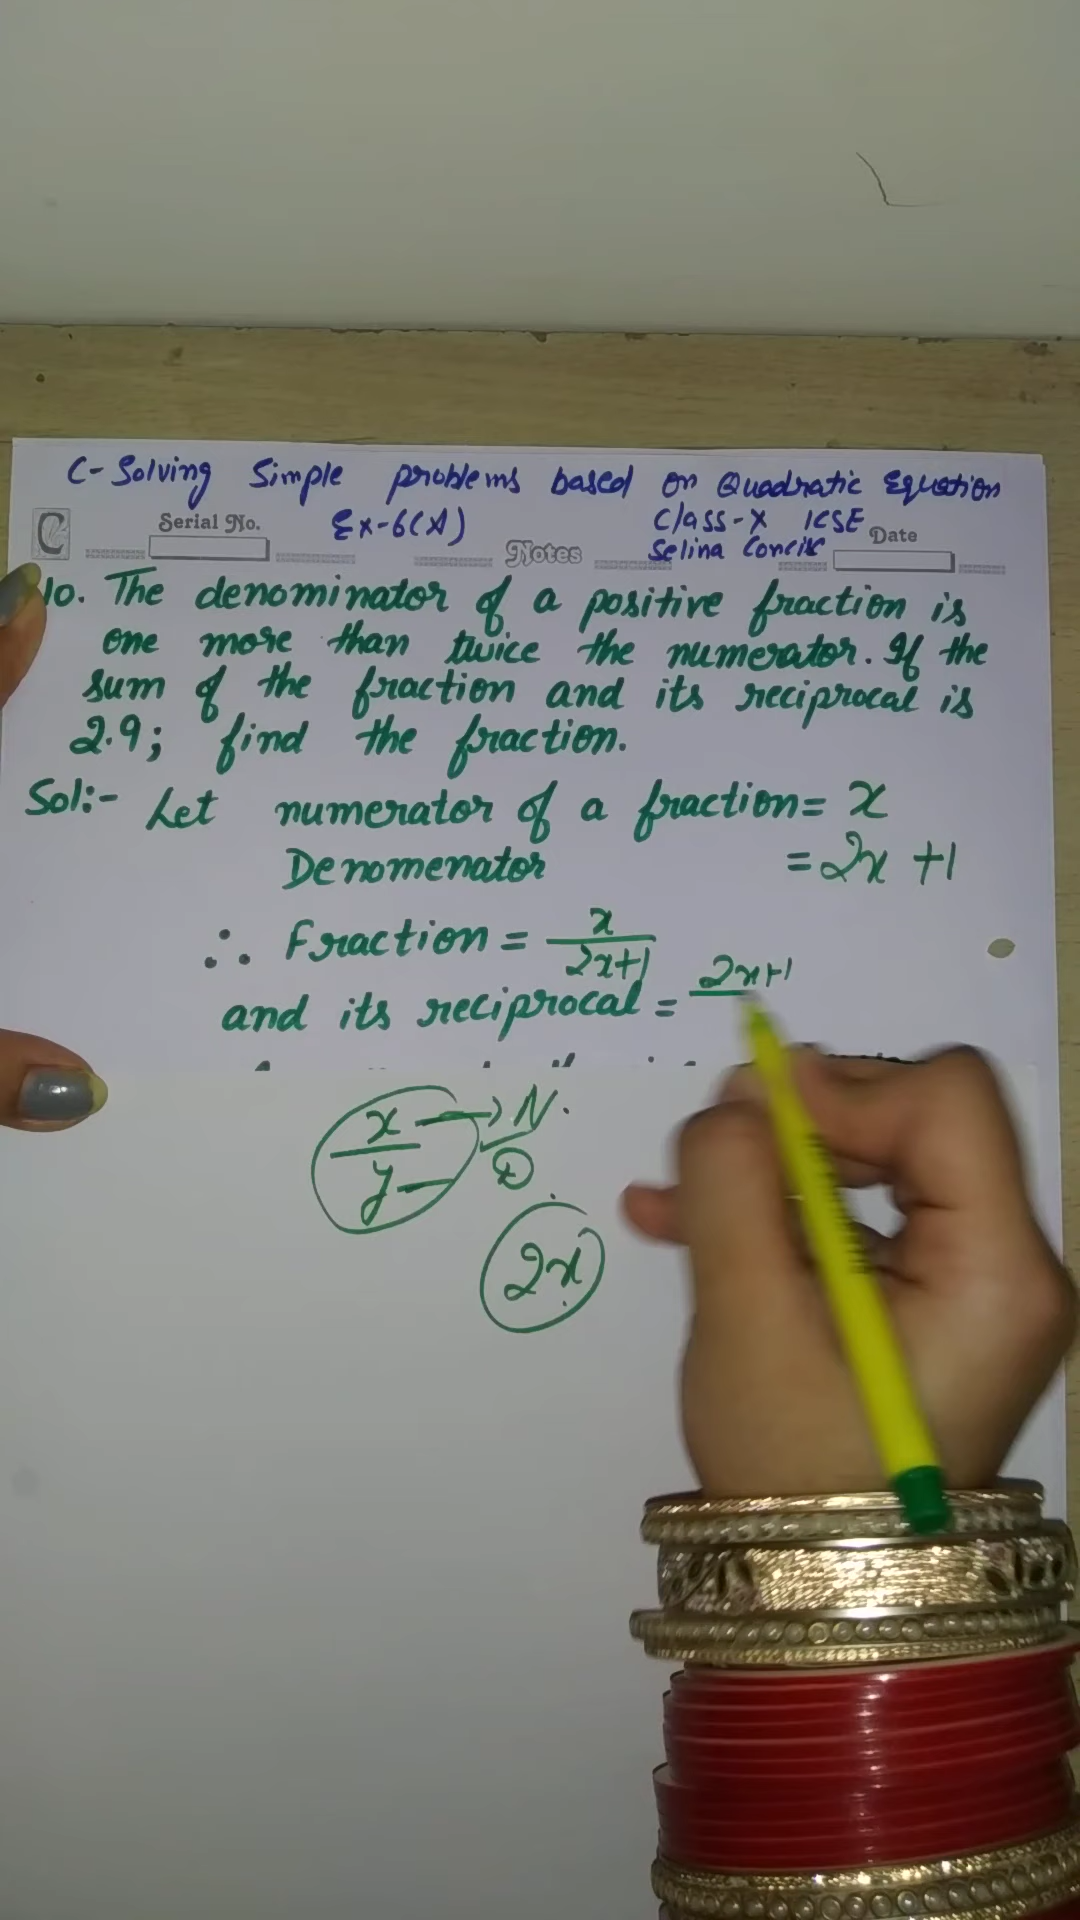 C- Solving Simple problems based on Quadratic Equation
Serial No. Ex-6(A) Class-X ICSE
C Notes Selina Concise Date
10. The denominator of a positive fraction is
one more than twice the numerator. If the
sum of the fraction and its reciprocal is
2.9; find the fraction.
Sol:- Let numerator of a fraction = x
Denomenator = 2x +1
∴ Fraction = x/2x+1
and its reciprocal = 2x+1
x → N.
y - D
2x